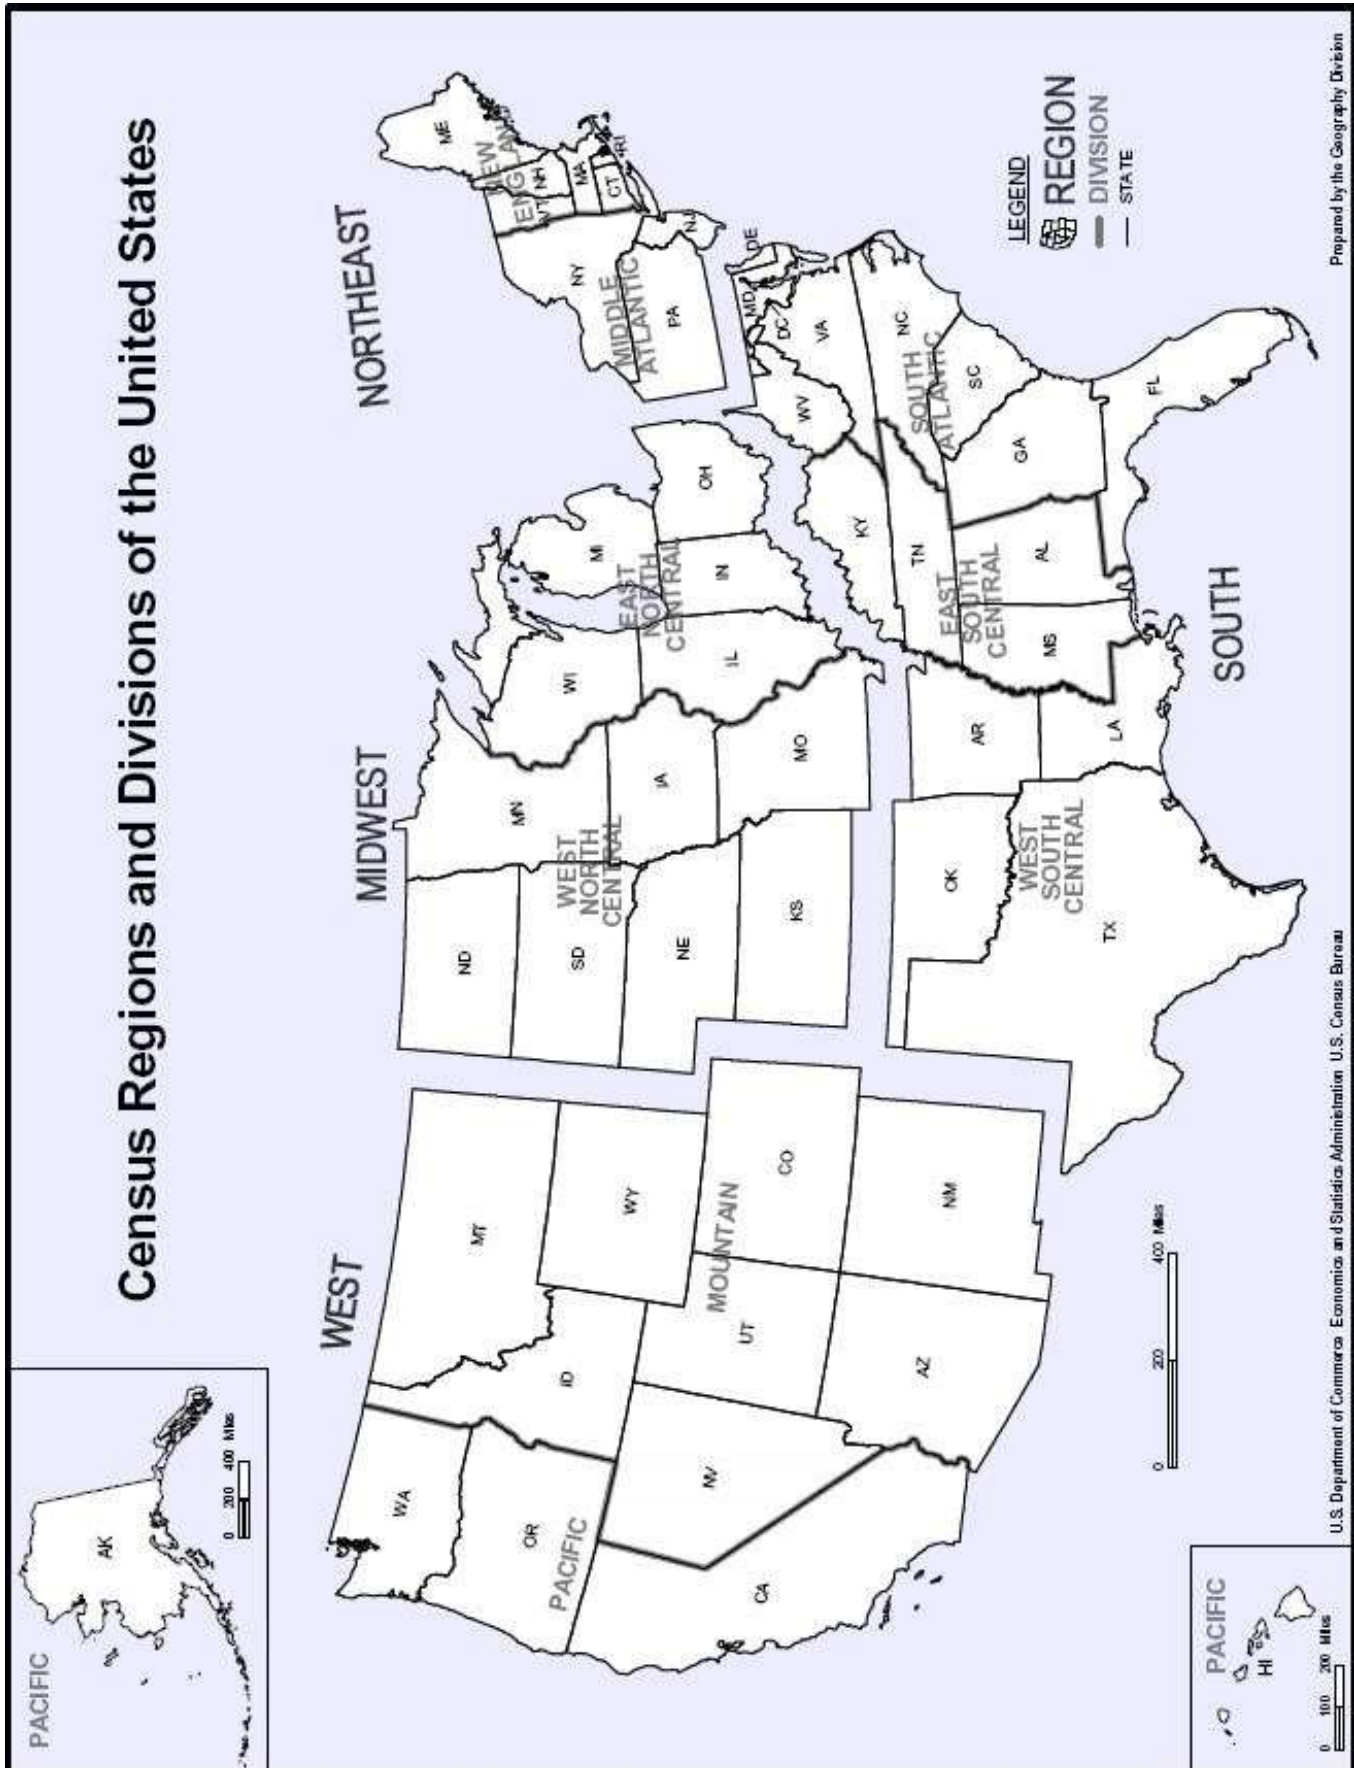 Census Regions and Divisions of the United States
PACIFIC
AK
0 200 400 Miles
WEST
MIDWEST
NORTHEAST
WA
MT
ND
MN
ME
OR
ID
WY
SD
WI
MI
NY
VT
NH
MA
RI
CT
NEW
ENGLAND
PACIFIC
NV
UT
CO
NE
IA
IL
IN
OH
PA
NJ
MIDDLE
ATLANTIC
MOUNTAIN
WEST
NORTH
CENTRAL
EAST
NORTH
CENTRAL
CA
AZ
NM
KS
MO
KY
WV
VA
MD
DE
DC
OK
AR
TN
NC
SC
SOUTH
ATLANTIC
EAST
SOUTH
CENTRAL
WEST
SOUTH
CENTRAL
TX
LA
MS
AL
GA
FL
SOUTH
LEGEND
REGION
DIVISION
STATE
0 200 400 Miles
PACIFIC
HI
0 100 200 Miles
U.S. Department of Commerce Economics and Statistics Administration U.S. Census Bureau
Prepared by the Geography Division